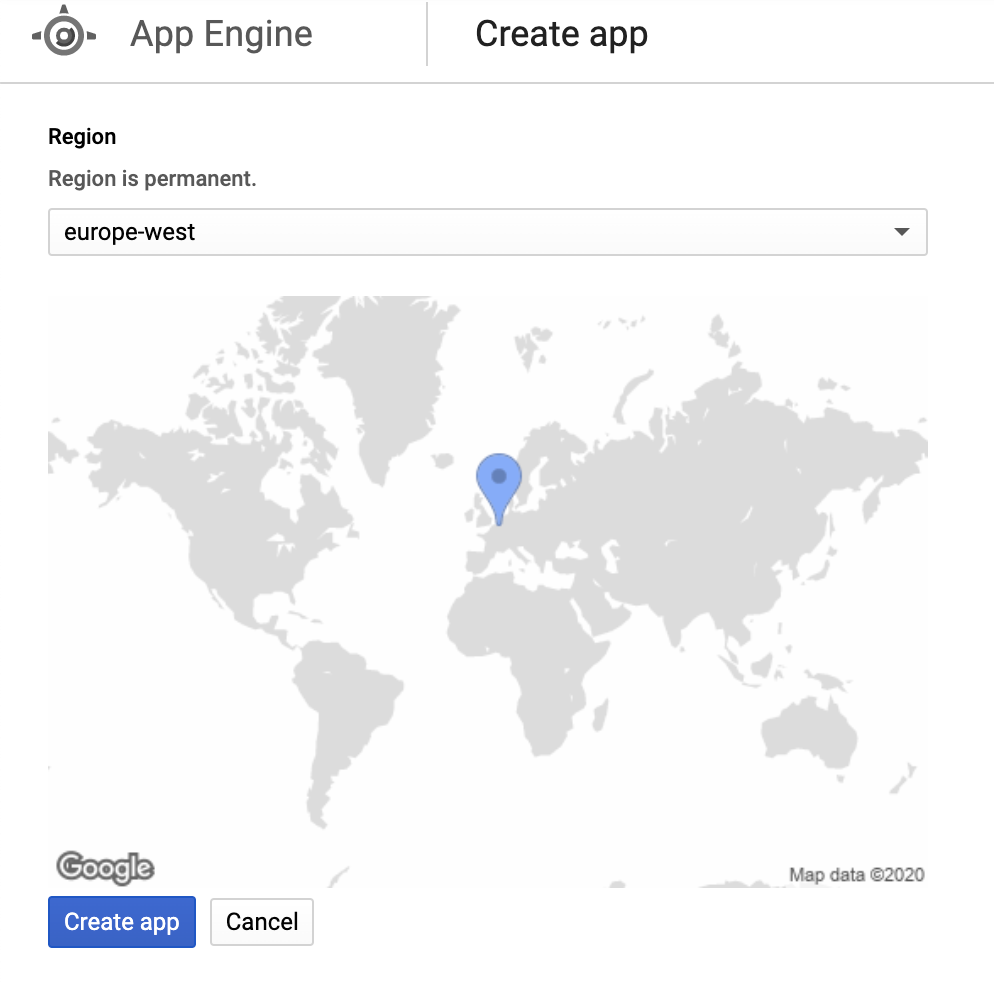 App Engine
Create app
Region
Region is permanent.
europe-west
Google
Map data ©2020
Create app
Cancel